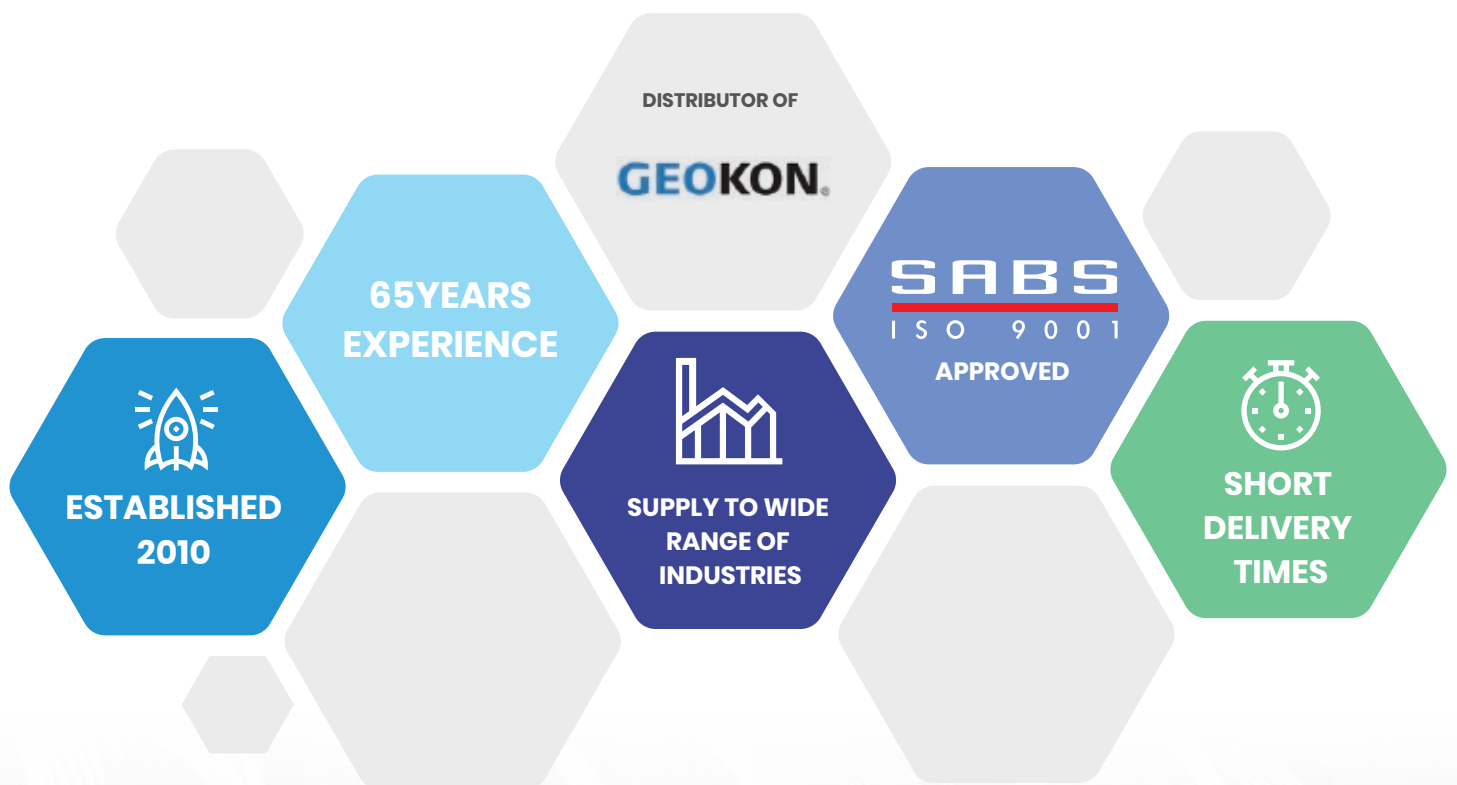 DISTRIBUTOR OF
GEOKON®
65YEARS
EXPERIENCE
SABS
ISO 9001
APPROVED
ESTABLISHED
2010
SUPPLY TO WIDE
RANGE OF
INDUSTRIES
SHORT
DELIVERY
TIMES